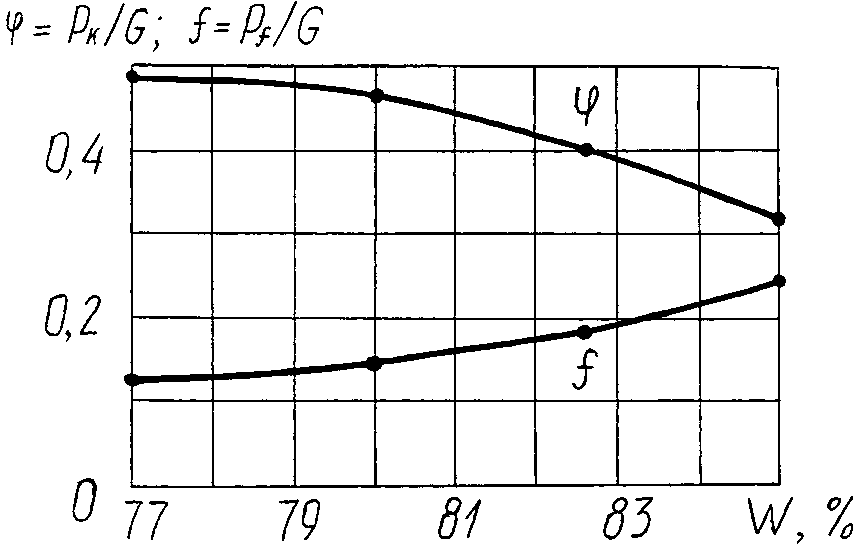 φ = Pк/G; f = Pf/G
φ
0,4
0,2
f
0
77 79 81 83 W, %